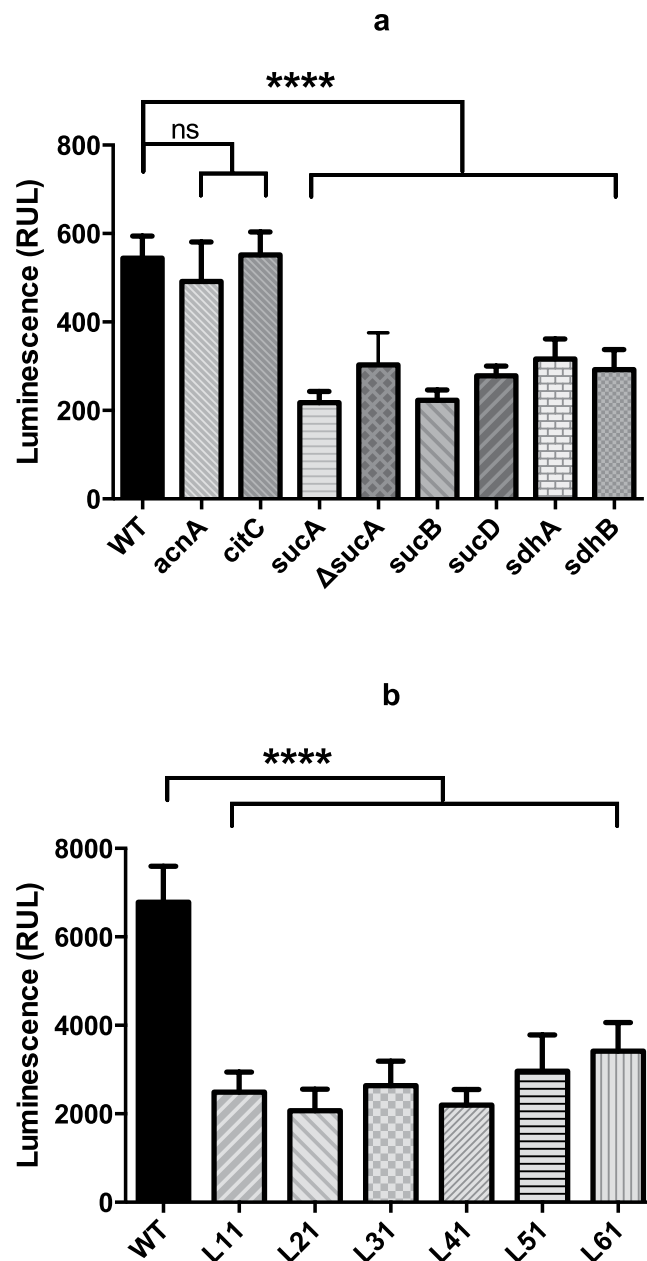 a
****
ns
800
600
400
200
0
Luminescence (RUL)
WT acnA citC sucA ΔsucA sucB sucD sdhA sdhB
b
****
8000
6000
4000
2000
0
Luminescence (RUL)
WT L11 L21 L31 L41 L51 L61